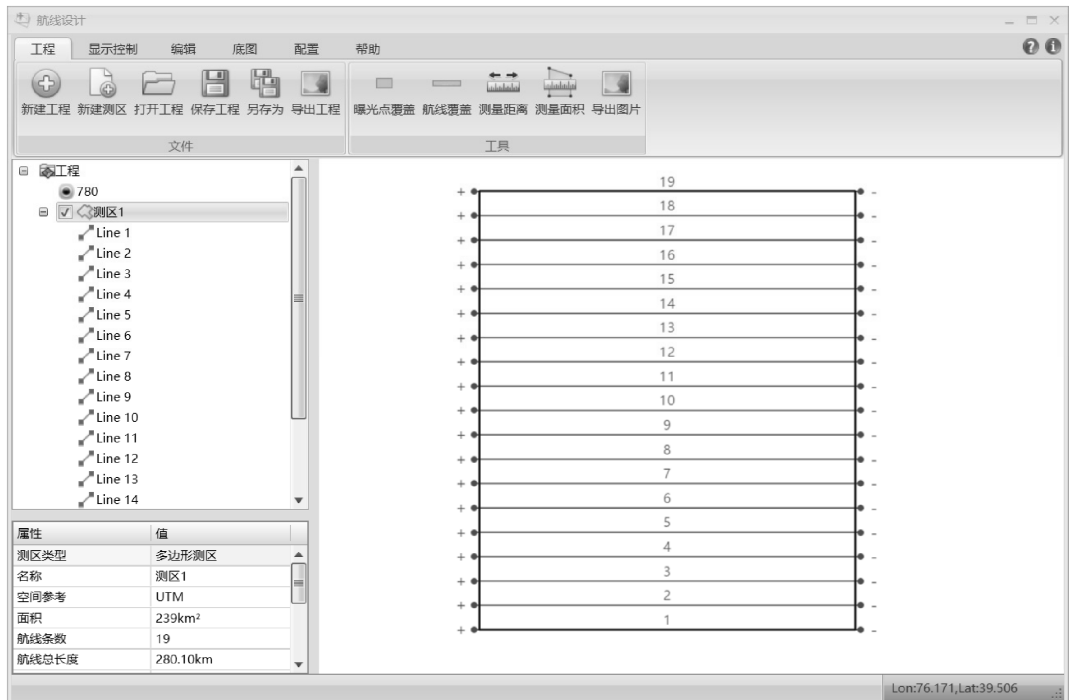 航线设计
工程 显示控制 编辑 底图 配置 帮助
新建工程 新建测区 打开工程 保存工程 另存为 导出工程 曝光点覆盖 航线覆盖 测量距离 测量面积 导出图片
文件 工具
工程
780
测区1
Line 1
Line 2
Line 3
Line 4
Line 5
Line 6
Line 7
Line 8
Line 9
Line 10
Line 11
Line 12
Line 13
Line 14
属性 值
测区类型 多边形测区
名称 测区1
空间参考 UTM
面积 239km²
航线条数 19
航线总长度 280.10km
+ 19 -
+ 18 -
+ 17 -
+ 16 -
+ 15 -
+ 14 -
+ 13 -
+ 12 -
+ 11 -
+ 10 -
+ 9 -
+ 8 -
+ 7 -
+ 6 -
+ 5 -
+ 4 -
+ 3 -
+ 2 -
+ 1 -
Lon:76.171,Lat:39.506